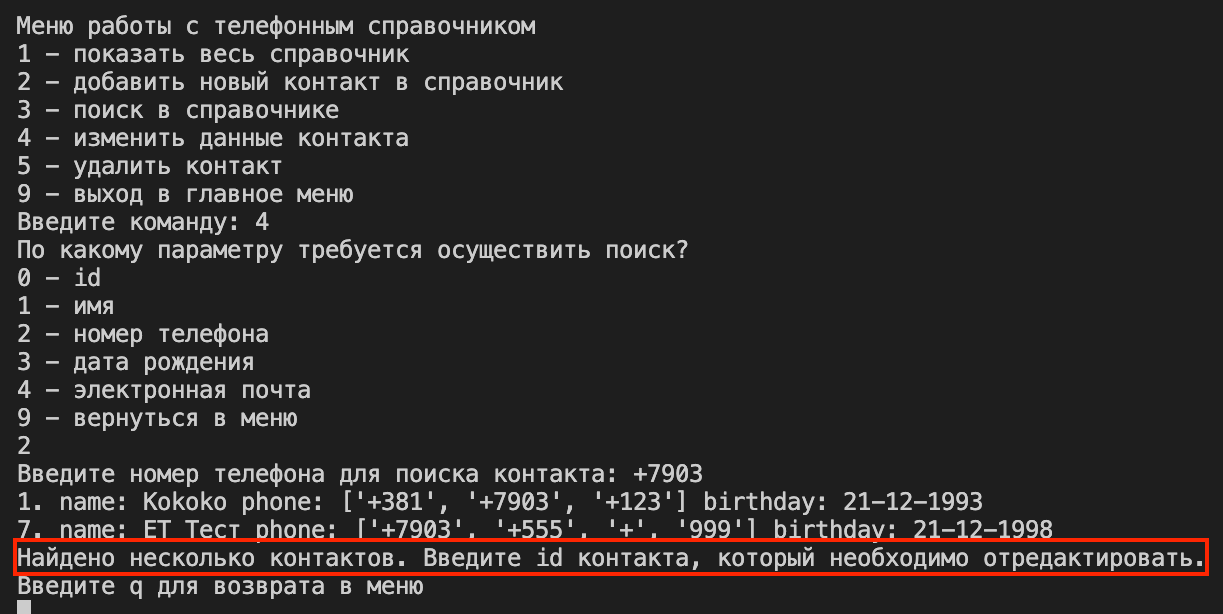 Меню работы с телефонным справочником
1 – показать весь справочник
2 – добавить новый контакт в справочник
3 – поиск в справочнике
4 – изменить данные контакта
5 – удалить контакт
9 – выход в главное меню
Введите команду: 4
По какому параметру требуется осуществить поиск?
0 – id
1 – имя
2 – номер телефона
3 – дата рождения
4 – электронная почта
9 – вернуться в меню
2
Введите номер телефона для поиска контакта: +7903
1. name: Kokoko phone: ['+381', '+7903', '+123'] birthday: 21-12-1993
7. name: ET Тест phone: ['+7903', '+555', '+', '999'] birthday: 21-12-1998
Найдено несколько контактов. Введите id контакта, который необходимо отредактировать.
Введите q для возврата в меню